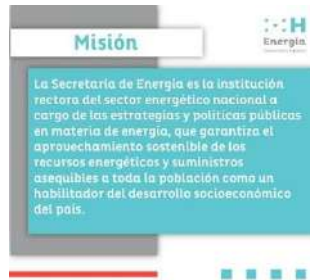 Misión
H
Energía
La Secretaría de Energía es la institución
rectora del sector energético nacional a
cargo de las estrategias y políticas públicas
en materia de energía, que garantiza el
aprovechamiento sostenible de los
recursos energéticos y suministros
asequibles a toda la población como un
habilitador del desarrollo socioeconómico
del país.